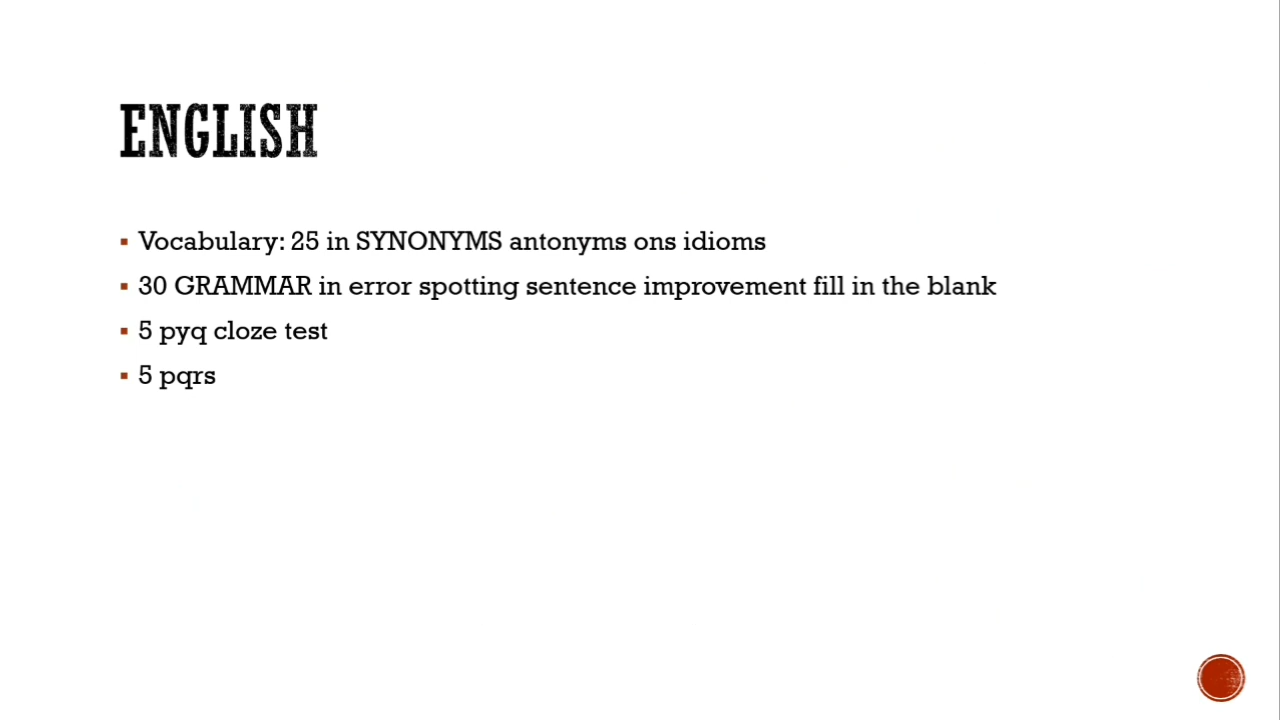 ENGLISH
Vocabulary: 25 in SYNONYMS antonyms ons idioms
30 GRAMMAR in error spotting sentence improvement fill in the blank
5 pyq cloze test
5 pqrs